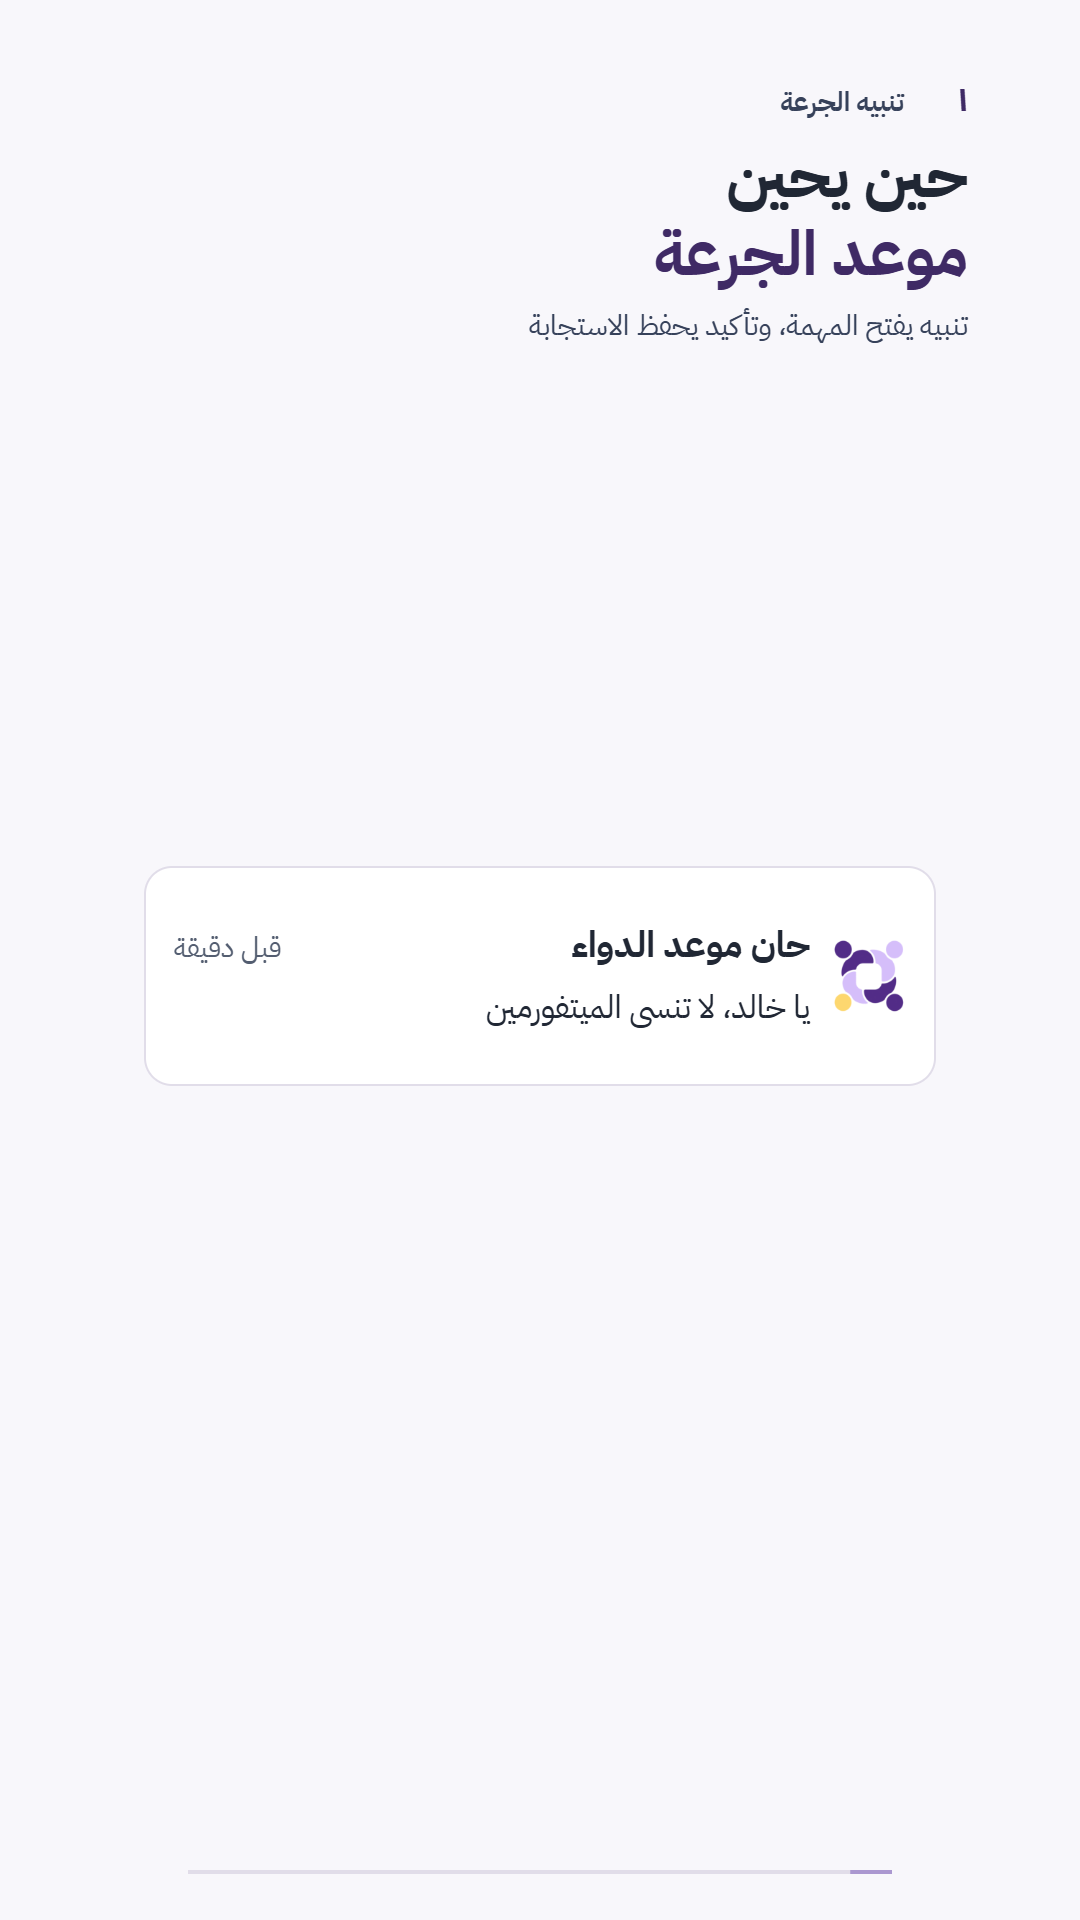 ١ تنبيه الجرعة
حين يحين
موعد الجرعة
تنبيه يفتح المهمة، وتأكيد يحفظ الاستجابة
حان موعد الدواء قبل دقيقة
يا خالد، لا تنسى الميتفورمين